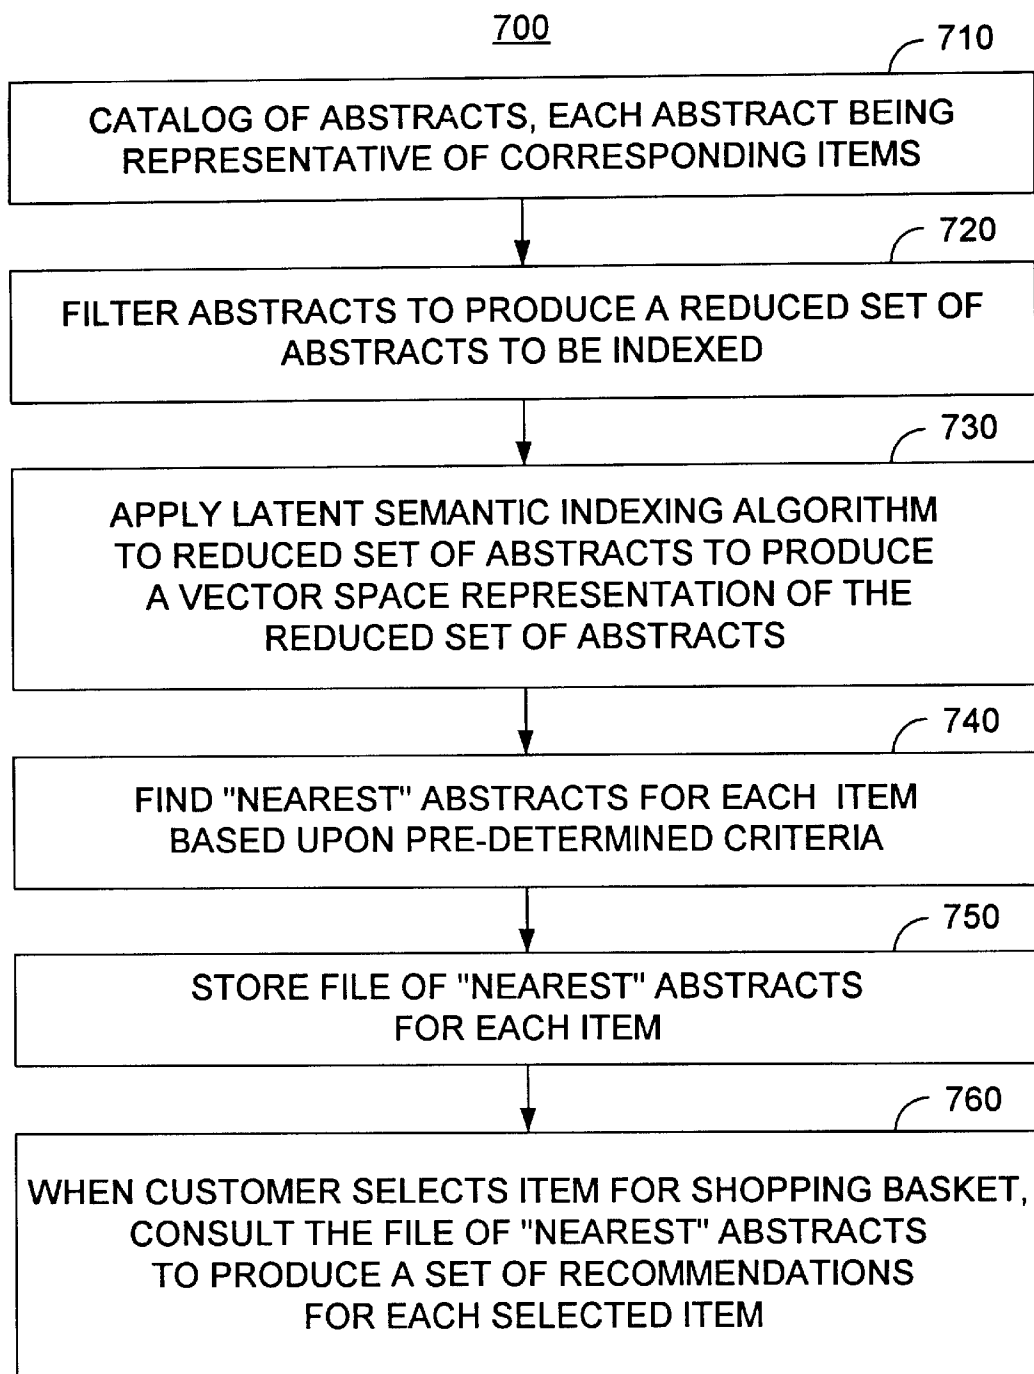 700
710
CATALOG OF ABSTRACTS, EACH ABSTRACT BEING
REPRESENTATIVE OF CORRESPONDING ITEMS
720
FILTER ABSTRACTS TO PRODUCE A REDUCED SET OF
ABSTRACTS TO BE INDEXED
730
APPLY LATENT SEMANTIC INDEXING ALGORITHM
TO REDUCED SET OF ABSTRACTS TO PRODUCE
A VECTOR SPACE REPRESENTATION OF THE
REDUCED SET OF ABSTRACTS
740
FIND "NEAREST" ABSTRACTS FOR EACH ITEM
BASED UPON PRE-DETERMINED CRITERIA
750
STORE FILE OF "NEAREST" ABSTRACTS
FOR EACH ITEM
760
WHEN CUSTOMER SELECTS ITEM FOR SHOPPING BASKET,
CONSULT THE FILE OF "NEAREST" ABSTRACTS
TO PRODUCE A SET OF RECOMMENDATIONS
FOR EACH SELECTED ITEM